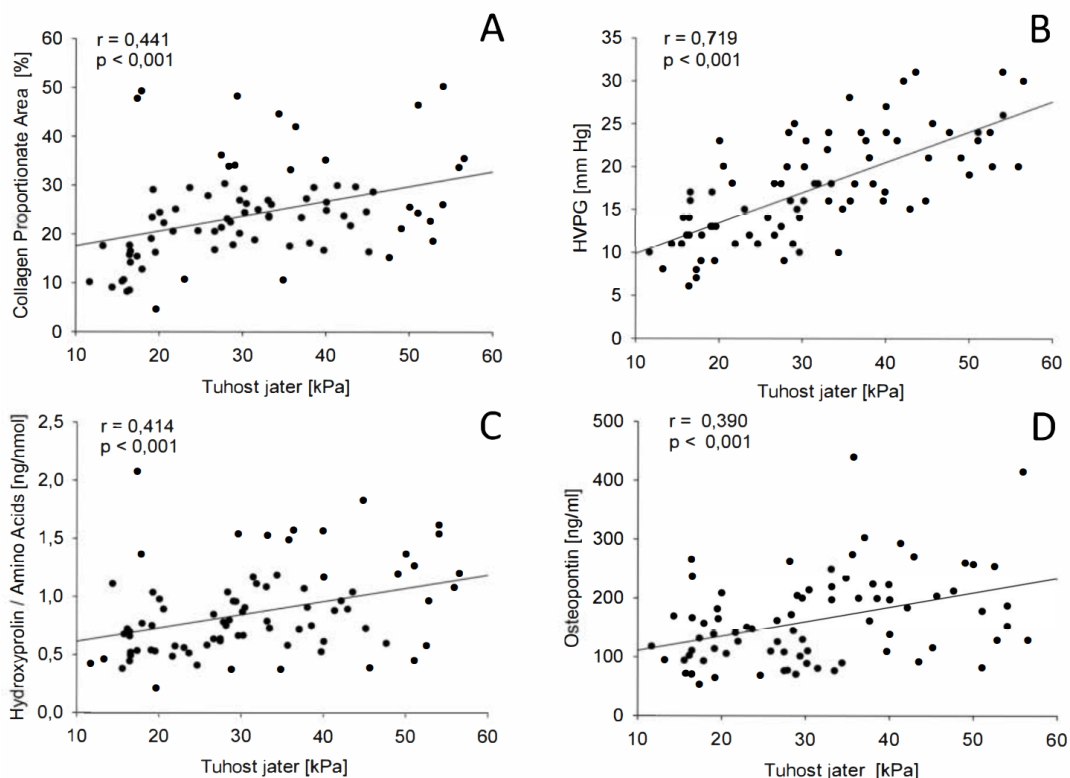 A
r = 0,441
p < 0,001
Collagen Proportionate Area [%]
60
50
40
30
20
10
0
10 20 30 40 50 60
Tuhost jater [kPa]
B
r = 0,719
p < 0,001
HVPG [mm Hg]
35
30
25
20
15
10
5
0
10 20 30 40 50 60
Tuhost jater [kPa]
C
r = 0,414
p < 0,001
Hydroxyprolin / Amino Acids [ng/nmol]
2,5
2,0
1,5
1,0
0,5
0,0
10 20 30 40 50 60
Tuhost jater [kPa]
D
r = 0,390
p < 0,001
Osteopontin [ng/ml]
500
400
300
200
100
0
10 20 30 40 50 60
Tuhost jater [kPa]